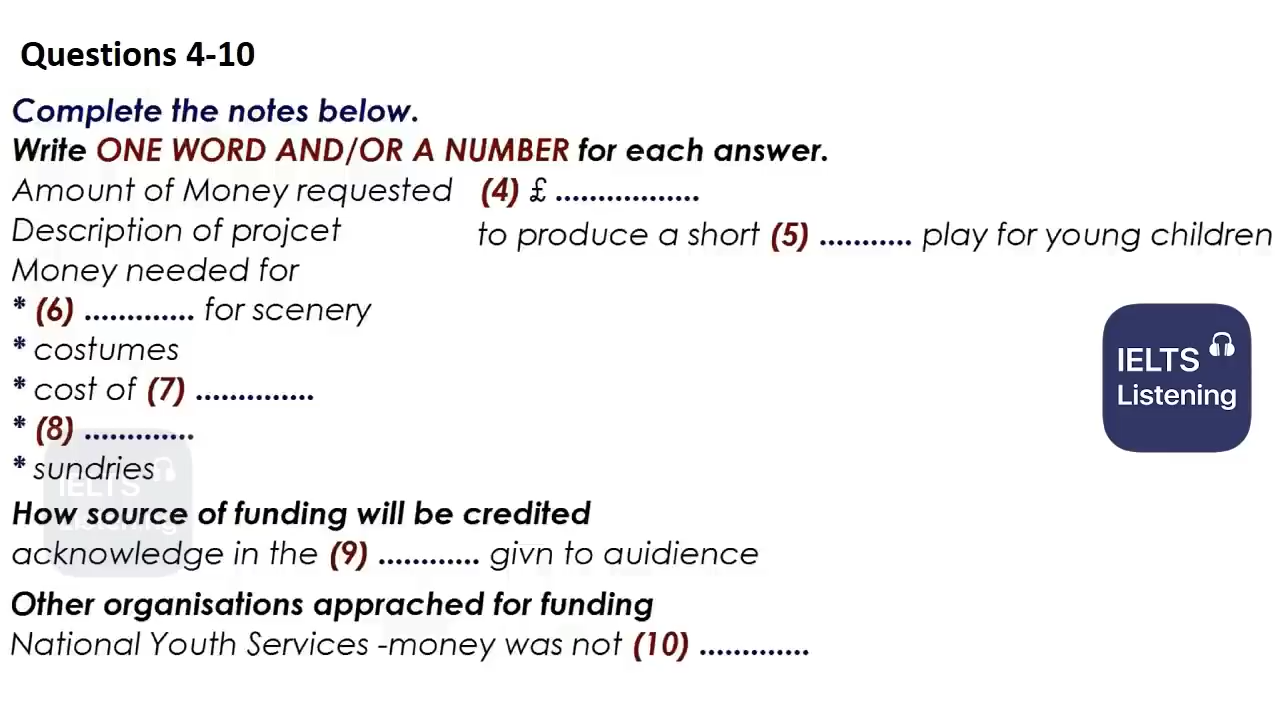 Questions 4-10
Complete the notes below.
Write ONE WORD AND/OR A NUMBER for each answer.
Amount of Money requested (4) £ .................
Description of projcet to produce a short (5) ........... play for young children
Money needed for
* (6) ............. for scenery
* costumes
* cost of (7) ..............
* (8) .............
* sundries
IELTS
Listening
IELTS
Listening
How source of funding will be credited
acknowledge in the (9) ............ givn to auidience
Other organisations apprached for funding
National Youth Services -money was not (10) .............